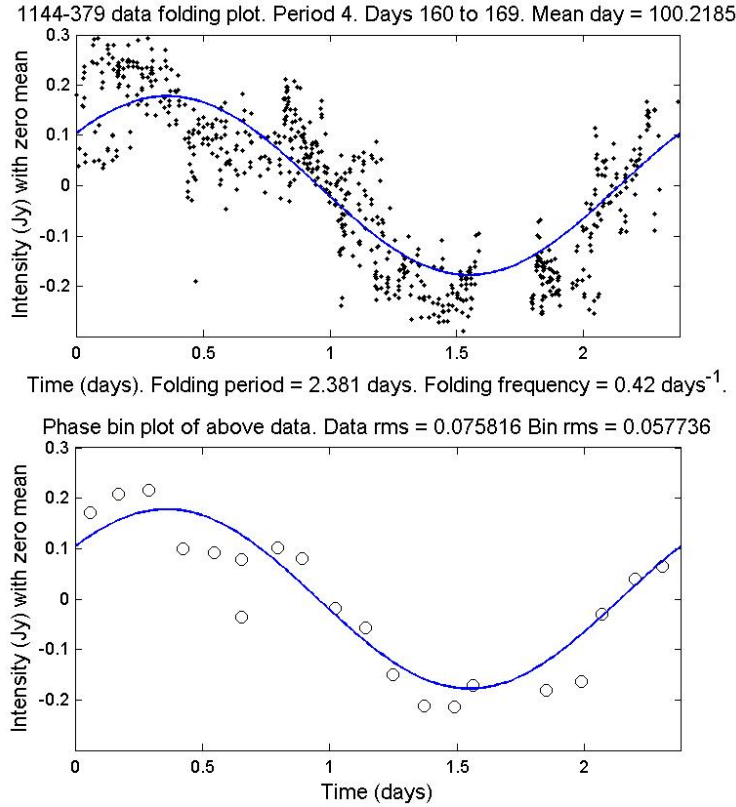 1144-379 data folding plot. Period 4. Days 160 to 169. Mean day = 100.2185
0.3
0.2
0.1
0
-0.1
-0.2
Intensity (Jy) with zero mean
0 0.5 1 1.5 2
Time (days). Folding period = 2.381 days. Folding frequency = 0.42 days⁻¹.
Phase bin plot of above data. Data rms = 0.075816 Bin rms = 0.057736
0.3
0.2
0.1
0
-0.1
-0.2
Intensity (Jy) with zero mean
0 0.5 1 1.5 2
Time (days)